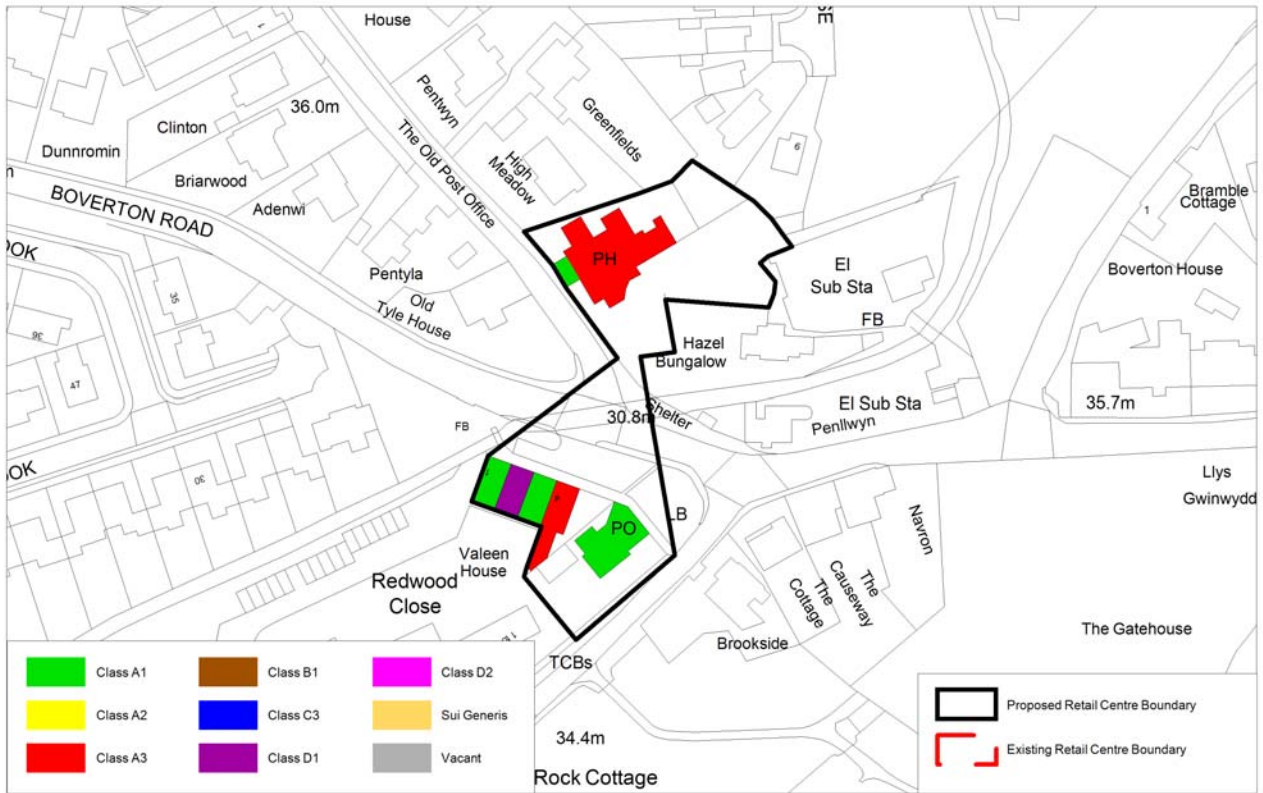 House
SE
36.0m
Pentwyn
Greenfields
Clinton
The Old Post Office
High
Meadow
Dunnromin
Briarwood
Adenwi
BOVERTON ROAD
OOK
6
1
Bramble
Cottage
PH
Pentyla
Old
Tyle House
35
36
47
El
Sub Sta
FB
Boverton House
Hazel
Bungalow
30.8m
Shelter
El Sub Sta
Penllwyn
35.7m
FB
OOK
30
Llys
Gwinwydd
PO
LB
Navron
Valeen
House
Redwood
Close
The
Causeway
The
Cottage
Brookside
The Gatehouse
TCBs
34.4m
Rock Cottage
Class A1
Class B1
Class D2
Class A2
Class C3
Sui Generis
Class A3
Class D1
Vacant
Proposed Retail Centre Boundary
Existing Retail Centre Boundary